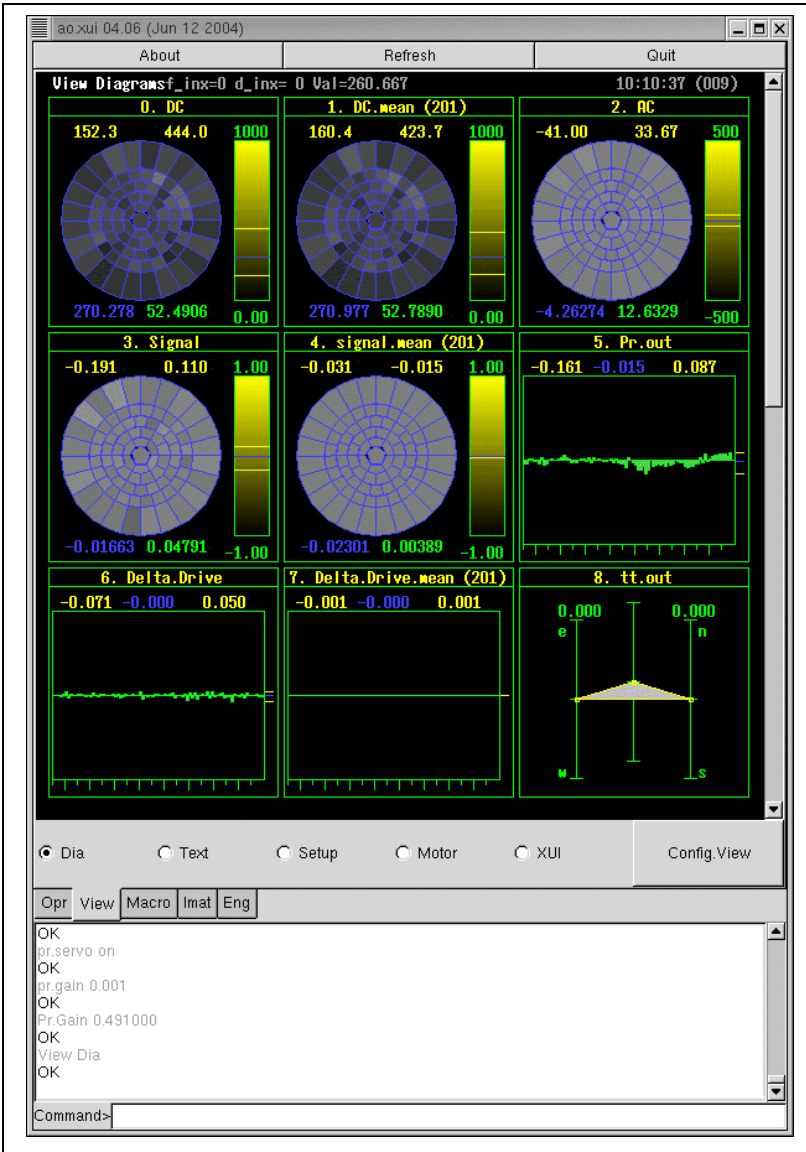 ao.xui 04.06 (Jun 12 2004)
About Refresh Quit
View Diagramsf_inx=0 d_inx= 0 Val=260.667 10:10:37 (009)
0. DC
152.3 444.0 1000
270.278 52.4906 0.00
1. DC.mean (201)
160.4 423.7 1000
270.977 52.7890 0.00
2. AC
-41.00 33.67 500
-4.26274 12.6329 -500
3. Signal
-0.191 0.110 1.00
-0.01663 0.04791 -1.00
4. signal.mean (201)
-0.031 -0.015 1.00
-0.02301 0.00389 -1.00
5. Pr.out
-0.161 -0.015 0.087
6. Delta.Drive
-0.071 -0.000 0.050
7. Delta.Drive.mean (201)
-0.001 -0.000 0.001
8. tt.out
0.000 0.000
e n
w s
Dia Text Setup Motor XUI Config.View
Opr View Macro Imat Eng
OK
pr.servo on
OK
pr.gain 0.001
OK
Pr.Gain 0.491000
OK
View Dia
OK
Command>